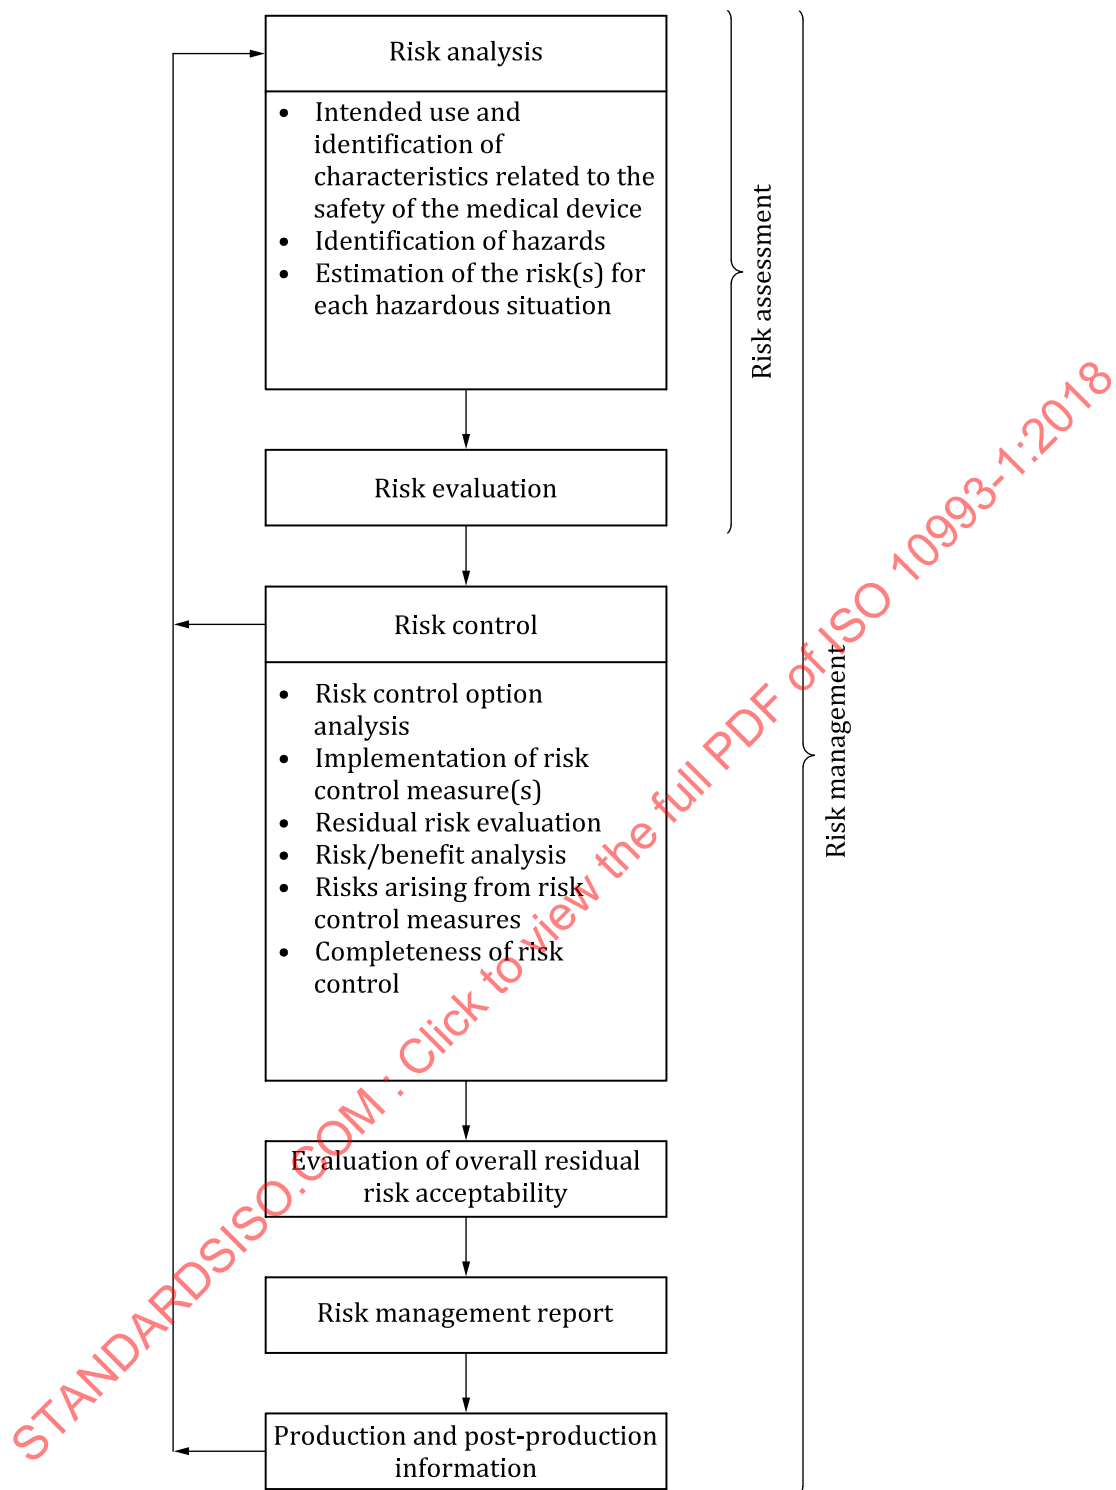 Risk analysis
• Intended use and
identification of
characteristics related to the
safety of the medical device
• Identification of hazards
• Estimation of the risk(s) for
each hazardous situation
Risk assessment
Risk evaluation
Risk control
• Risk control option
analysis
• Implementation of risk
control measure(s)
• Residual risk evaluation
• Risk/benefit analysis
• Risks arising from risk
control measures
• Completeness of risk
control
Risk management
Evaluation of overall residual
risk acceptability
Risk management report
Production and post-production
information
STANDARDSISO.COM : Click to view the full PDF of ISO 10993-1:2018